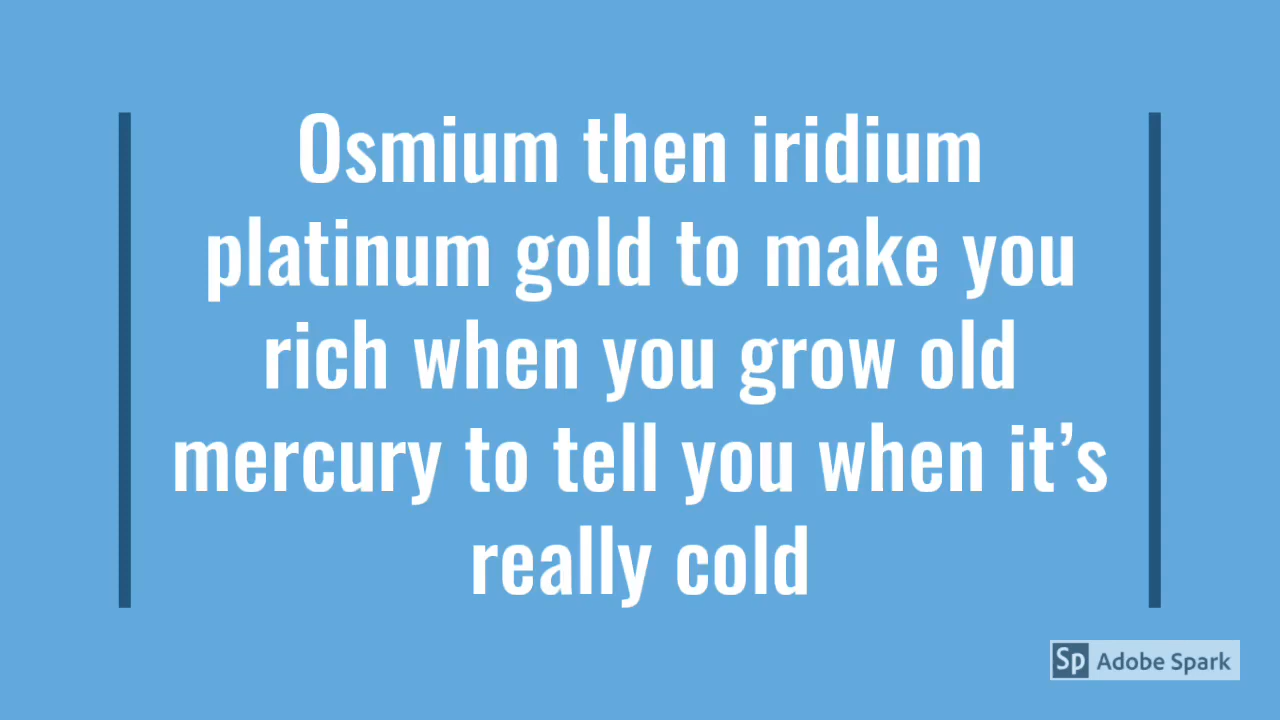 Osmium then iridium
platinum gold to make you
rich when you grow old
mercury to tell you when it’s
really cold
Sp Adobe Spark